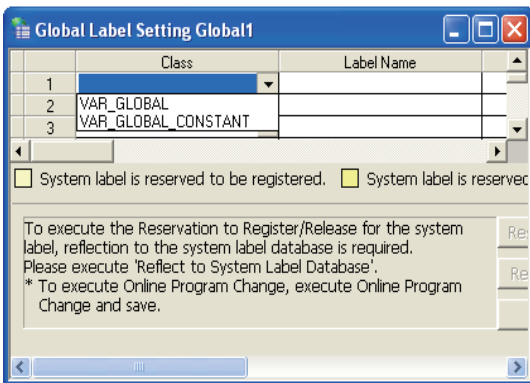 Global Label Setting Global1
Class Label Name
1
2 VAR_GLOBAL
3 VAR_GLOBAL_CONSTANT
System label is reserved to be registered. System label is reserved
To execute the Reservation to Register/Release for the system
label, reflection to the system label database is required.
Please execute 'Reflect to System Label Database'.
* To execute Online Program Change, execute Online Program
Change and save.
Re